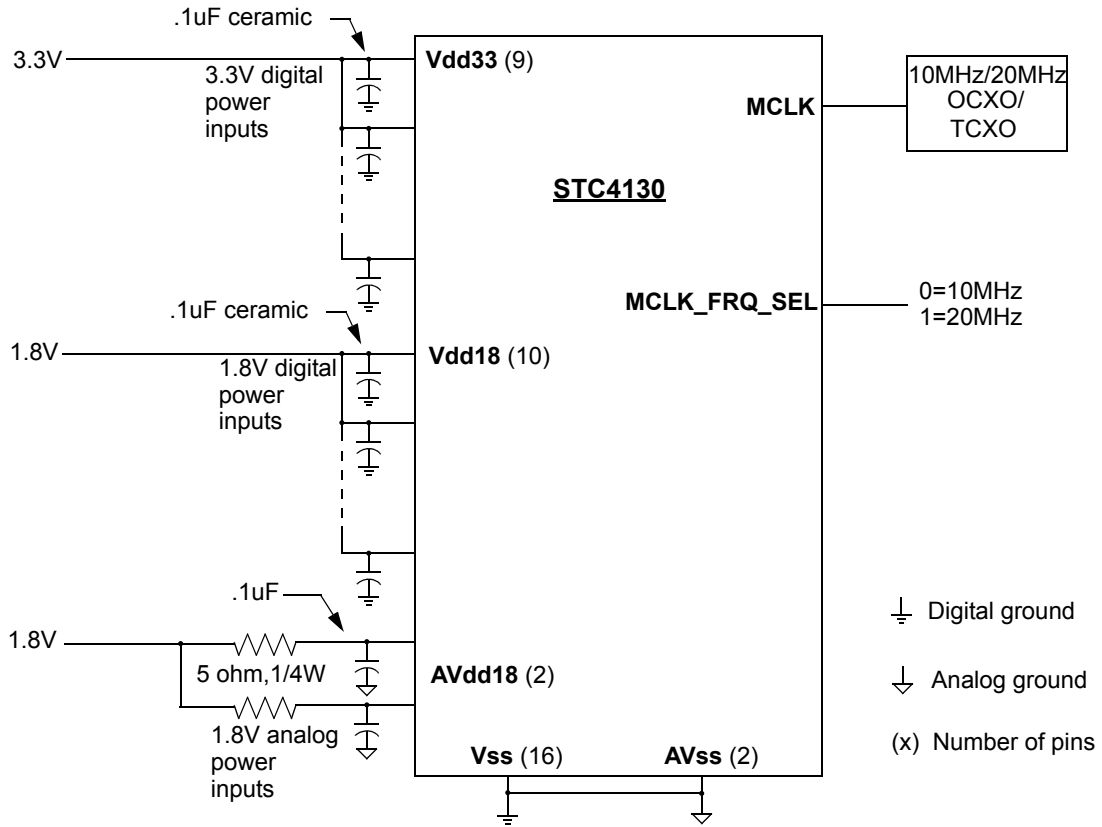 .1uF ceramic
3.3V
Vdd33 (9)
3.3V digital
power
inputs
MCLK
10MHz/20MHz
OCXO/
TCXO
STC4130
.1uF ceramic
MCLK_FRQ_SEL
0=10MHz
1=20MHz
1.8V
Vdd18 (10)
1.8V digital
power
inputs
.1uF
1.8V
5 ohm,1/4W
AVdd18 (2)
1.8V analog
power
inputs
Vss (16)
AVss (2)
Digital ground
Analog ground
(x) Number of pins